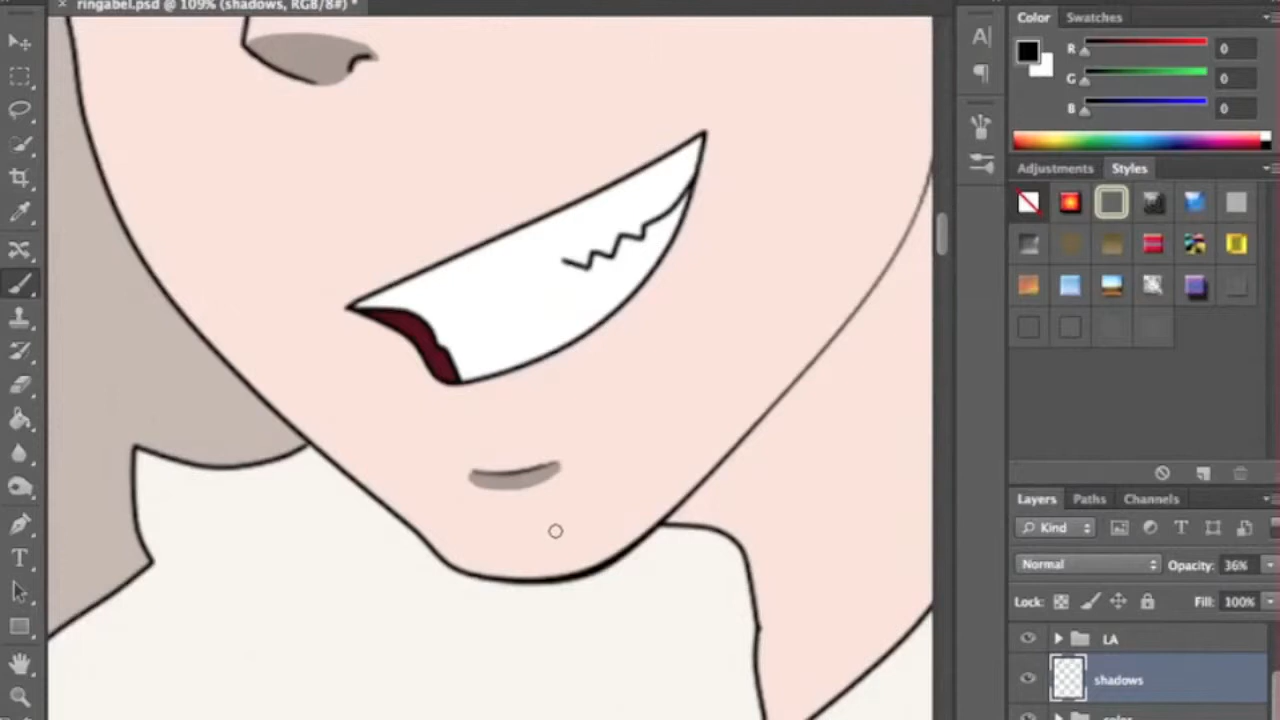 ringabel.psd @ 109% (shadows, RGB/8#) *
Color
Swatches
R
0
G
0
B
0
Adjustments
Styles
Layers
Paths
Channels
Kind
Normal
Opacity:
36%
Lock:
Fill:
100%
LA
shadows